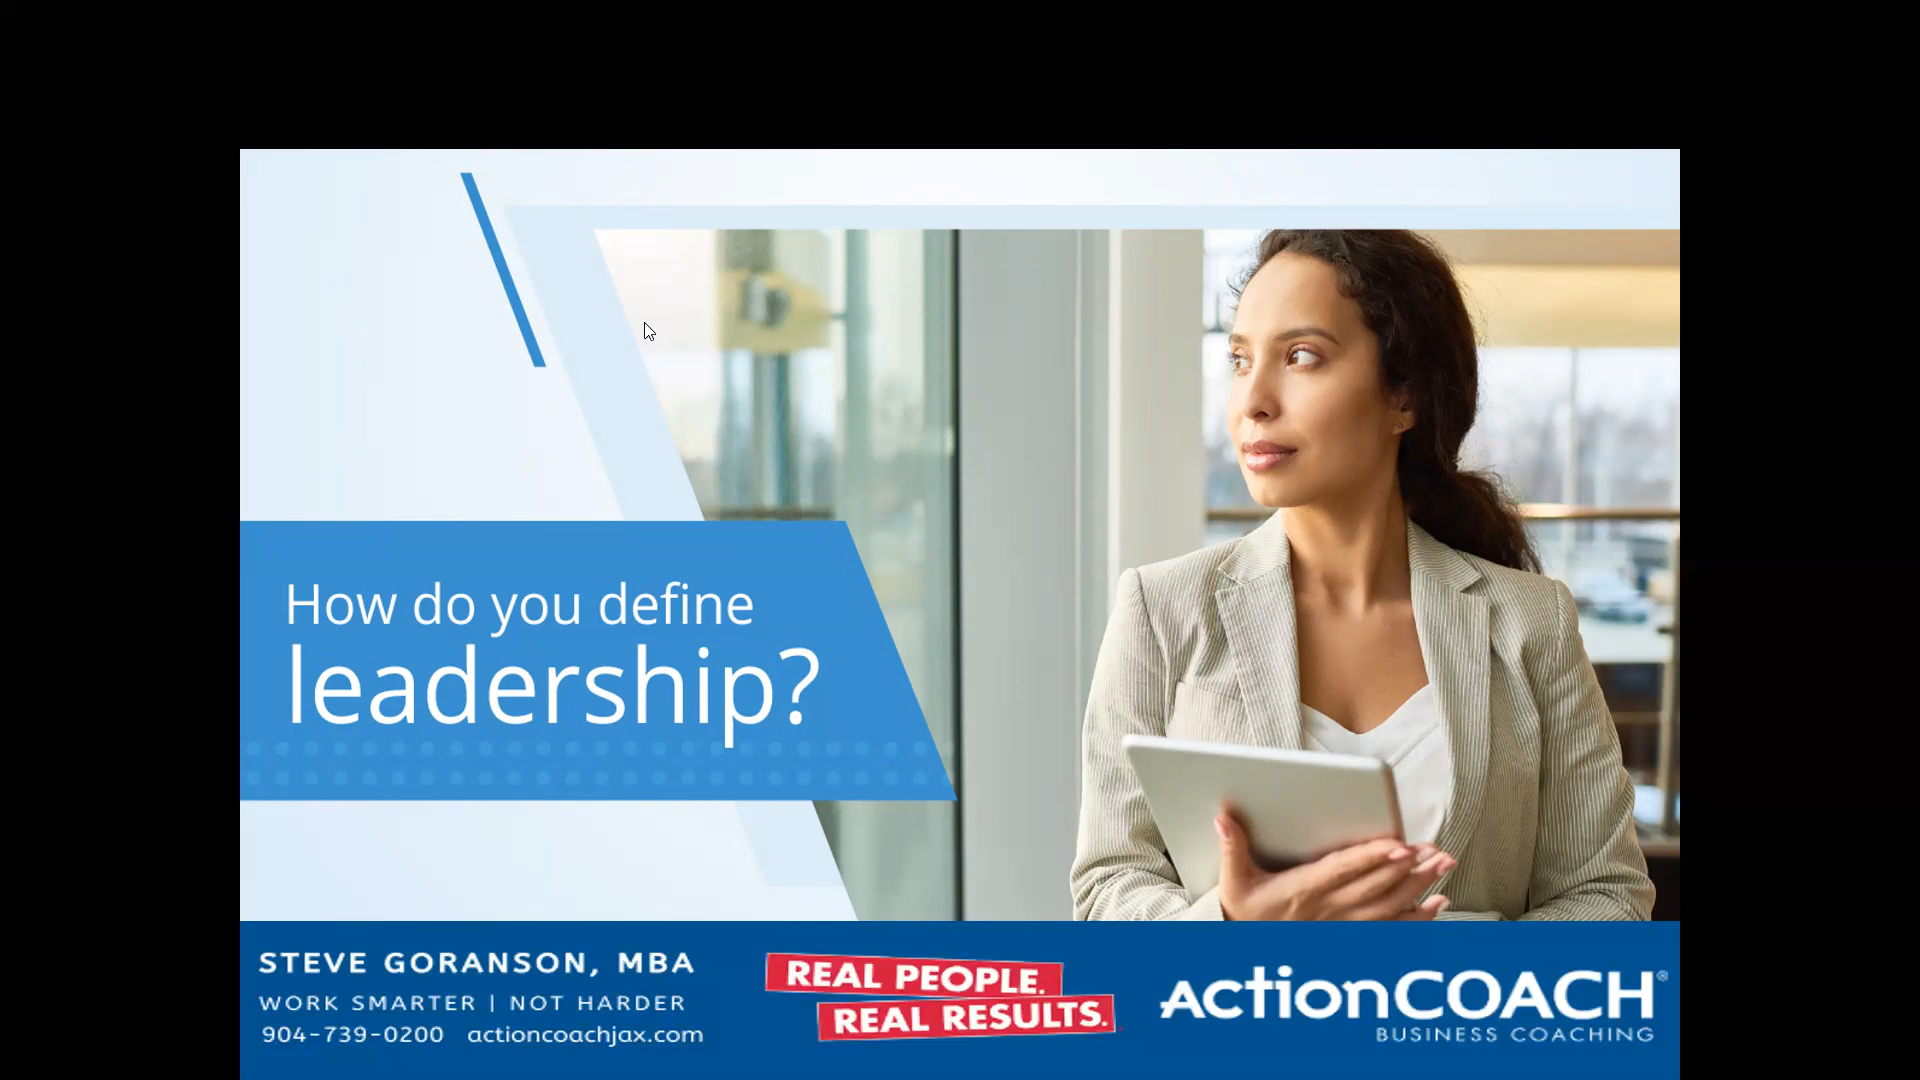 How do you define
leadership?
STEVE GORANSON, MBA
WORK SMARTER | NOT HARDER
904-739-0200 actioncoachjax.com
REAL PEOPLE.
REAL RESULTS.
ActionCOACH®
BUSINESS COACHING